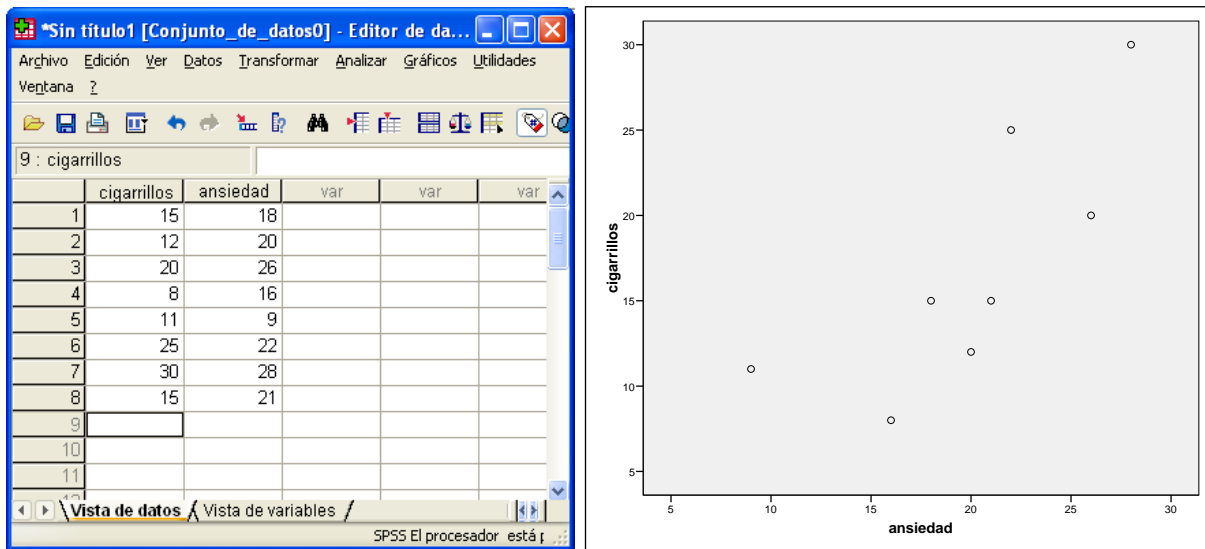 *Sin título1 [Conjunto_de_datos0] - Editor de da...
Archivo Edición Ver Datos Transformar Analizar Gráficos Utilidades
Ventana ?
9 : cigarrillos
cigarrillos ansiedad var var var
1 15 18
2 12 20
3 20 26
4 8 16
5 11 9
6 25 22
7 30 28
8 15 21
9
10
11
Vista de datos Vista de variables
SPSS El procesador está
30
25
20
15
10
5
cigarrillos
5 10 15 20 25 30
ansiedad